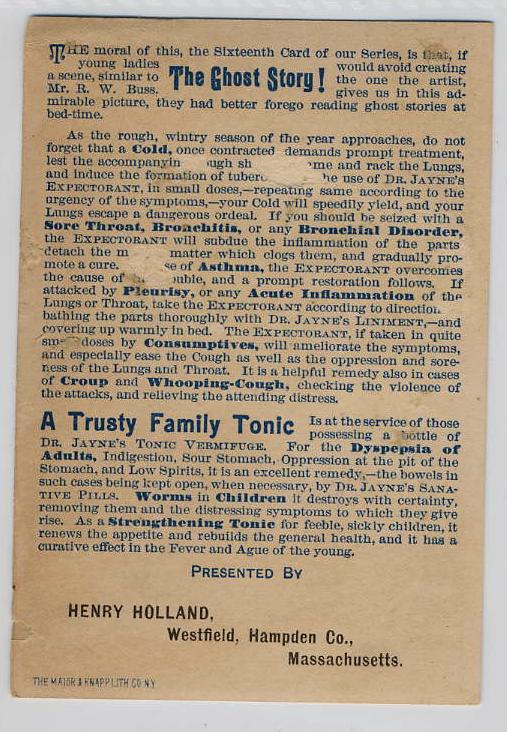 THE moral of this, the Sixteenth Card of our Series, is that, if
young ladies would avoid creating
a scene, similar to The Ghost Story! the one the artist,
Mr. R. W. Buss. gives us in this ad-
mirable picture, they had better forego reading ghost stories at
bed-time.
As the rough, wintry season of the year approaches, do not
forget that a Cold, once contracted demands prompt treatment,
lest the accompanyin ugh sh me and rack the Lungs,
and induce the formation of tuberc he use of DR. JAYNE'S
EXPECTORANT, in small doses,—repeating same according to the
urgency of the symptoms,—your Cold will speedily yield, and your
Lungs escape a dangerous ordeal. If you should be seized with a
Sore Throat, Bronchitis, or any Bronchial Disorder,
the EXPECTORANT will subdue the inflammation of the parts
detach the m matter which clogs them, and gradually pro-
mote a cure. se of Asthma, the EXPECTORANT overcomes
the cause of uble, and a prompt restoration follows. If
attacked by Pleurisy, or any Acute Inflammation of the
Lungs or Throat, take the EXPECTORANT according to direction
bathing the parts thoroughly with DR. JAYNE'S LINIMENT,—and
covering up warmly in bed. The EXPECTORANT, if taken in quite
sm doses by Consumptives, will ameliorate the symptoms,
and especially ease the Cough as well as the oppression and sore-
ness of the Lungs and Throat. It is a helpful remedy also in cases
of Croup and Whooping-Cough, checking the violence of
the attacks, and relieving the attending distress.
A Trusty Family Tonic Is at the service of those
possessing a bottle of
DR. JAYNE'S TONIC VERMIFUGE. For the Dyspepsia of
Adults, Indigestion, Sour Stomach, Oppression at the pit of the
Stomach, and Low Spirits, it is an excellent remedy,—the bowels in
such cases being kept open, when necessary, by DR. JAYNE'S SANA-
TIVE PILLS. Worms in Children it destroys with certainty,
removing them and the distressing symptoms to which they give
rise. As a Strengthening Tonic for feeble, sickly children, it
renews the appetite and rebuilds the general health, and it has a
curative effect in the Fever and Ague of the young.
PRESENTED BY
HENRY HOLLAND,
Westfield, Hampden Co.,
Massachusetts.
THE MAJOR & KNAPP LITH. CO. N.Y.